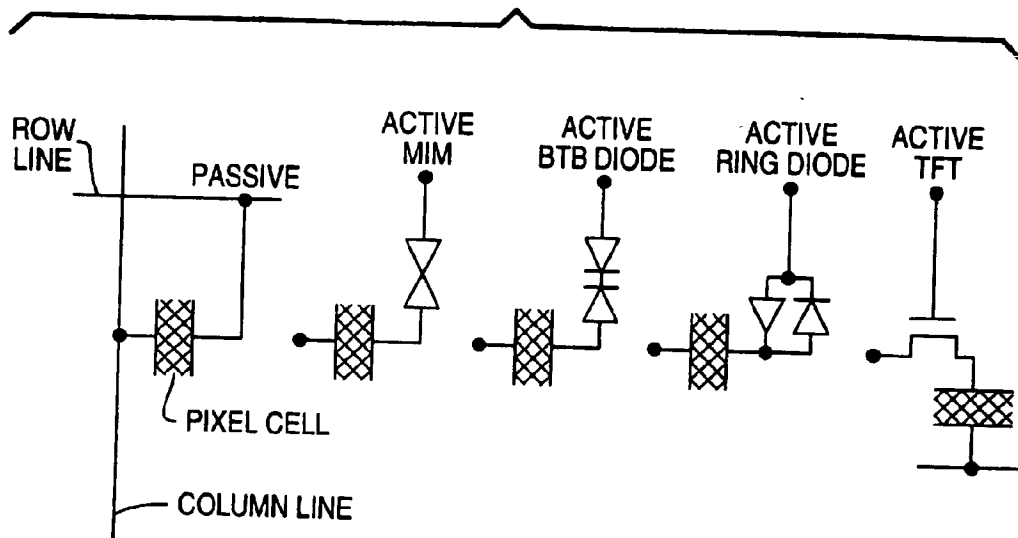 ROW
LINE
PASSIVE
ACTIVE
MIM
ACTIVE
BTB DIODE
ACTIVE
RING DIODE
ACTIVE
TFT
PIXEL CELL
COLUMN LINE